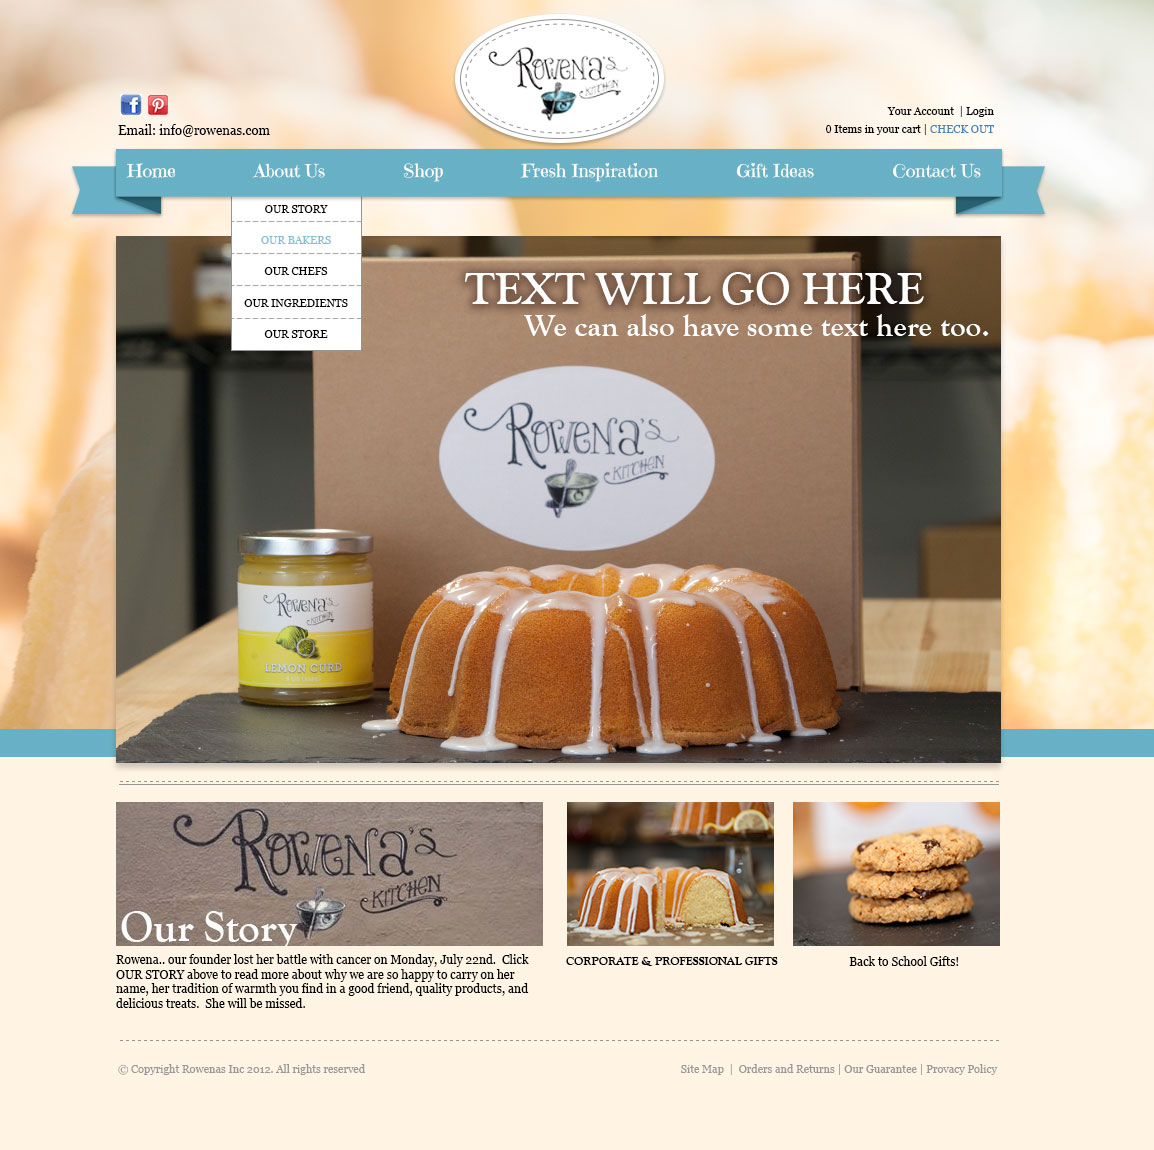 ROWENA'S
KITCHEN
Email: info@rowenas.com
Your Account | Login
0 Items in your cart | CHECK OUT
Home About Us Shop Fresh Inspiration Gift Ideas Contact Us
OUR STORY
OUR BAKERS
OUR CHEFS
OUR INGREDIENTS
OUR STORE
TEXT WILL GO HERE
We can also have some text here too.
ROWENA'S
KITCHEN
ROWENA'S
KITCHEN
LEMON CURD
ROWENA'S
KITCHEN
Our Story
Rowena.. our founder lost her battle with cancer on Monday, July 22nd. Click
OUR STORY above to read more about why we are so happy to carry on her
name, her tradition of warmth you find in a good friend, quality products, and
delicious treats. She will be missed.
CORPORATE & PROFESSIONAL GIFTS
Back to School Gifts!
© Copyright Rowenas Inc 2012. All rights reserved
Site Map | Orders and Returns | Our Guarantee | Provacy Policy